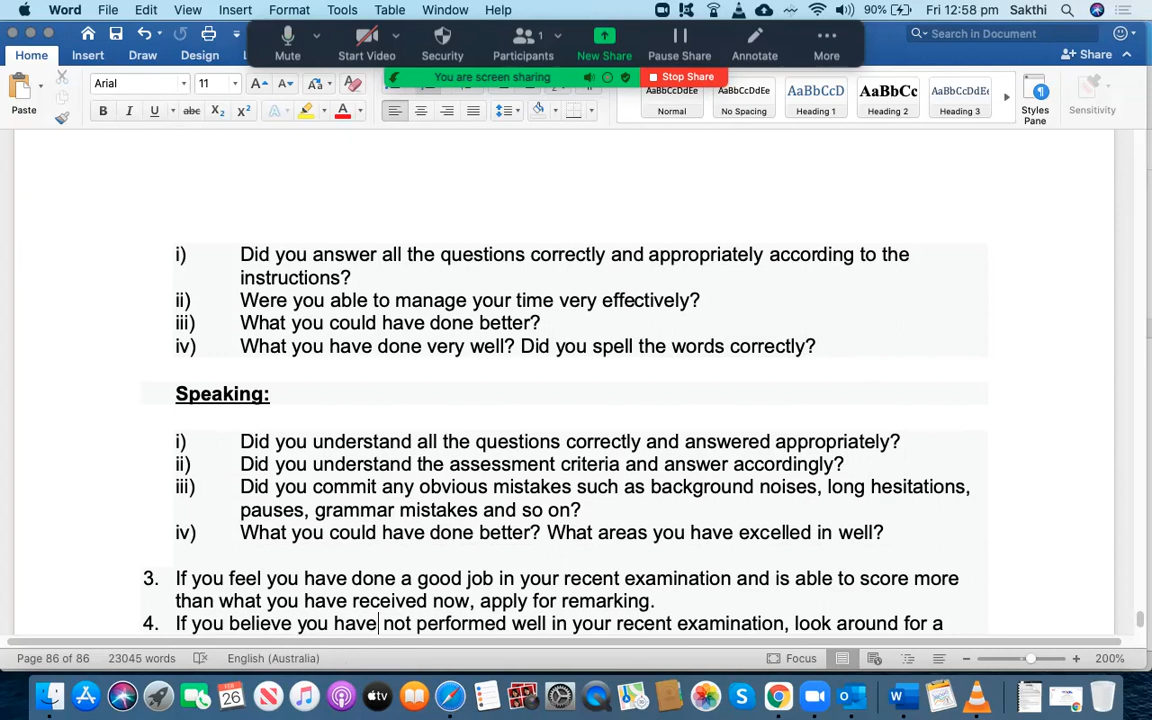 Word File Edit View Insert Format Tools Table Window Help 90% Fri 12:58 pm Sakthi
Mute Start Video Security Participants 1 New Share Pause Share Annotate More
Search in Document
Home Insert Draw Design
Share
You are screen sharing Stop Share
Paste Arial 11 Aa
B I U abc X2 X2 A A
AaBbCcDdEe AaBbCcDdEe AaBbCcD AaBbCc AaBbCcDdEe
Normal No Spacing Heading 1 Heading 2 Heading 3
Styles Pane Sensitivity
i) Did you answer all the questions correctly and appropriately according to the
instructions?
ii) Were you able to manage your time very effectively?
iii) What you could have done better?
iv) What you have done very well? Did you spell the words correctly?
Speaking:
i) Did you understand all the questions correctly and answered appropriately?
ii) Did you understand the assessment criteria and answer accordingly?
iii) Did you commit any obvious mistakes such as background noises, long hesitations,
pauses, grammar mistakes and so on?
iv) What you could have done better? What areas you have excelled in well?
3. If you feel you have done a good job in your recent examination and is able to score more
than what you have received now, apply for remarking.
4. If you believe you have not performed well in your recent examination, look around for a
Page 86 of 86 23045 words English (Australia) Focus 200%
FEB
26
tv